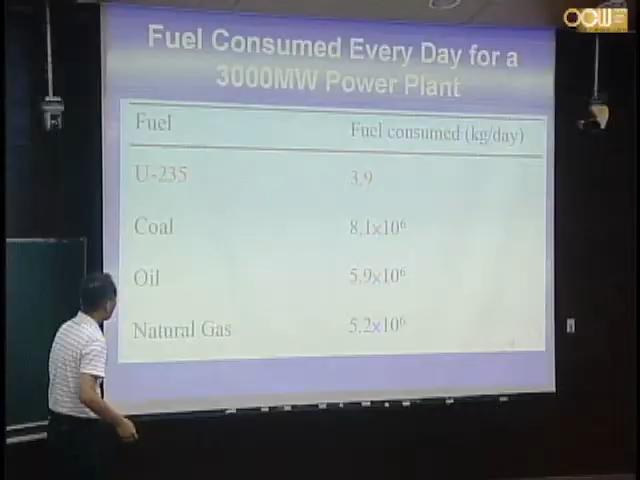 OCW
Fuel Consumed Every Day for a
3000MW Power Plant
Fuel Fuel consumed (kg/day)
U-235 3.9
Coal 8.1x10⁶
Oil 5.9x10⁶
Natural Gas 5.2x10⁶